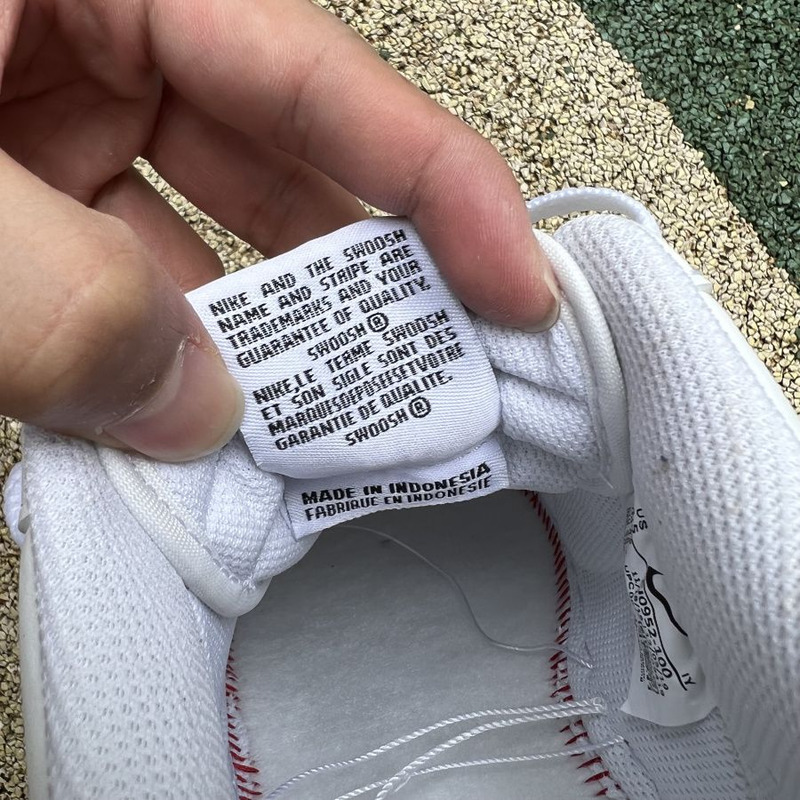 NIKE AND THE SWOOSH
NAME AND STRIPE ARE
TRADEMARKS AND YOUR
GUARANTEE OF QUALITY.
SWOOSH ®
NIKE,LE TERME SWOOSH
ET SON SIGLE SONT DES
MARQUESDEPOSEESETVOTRE
GARANTIE DE QUALITE.
SWOOSH ®
MADE IN INDONESIA
FABRIQUE EN INDONESIE
US